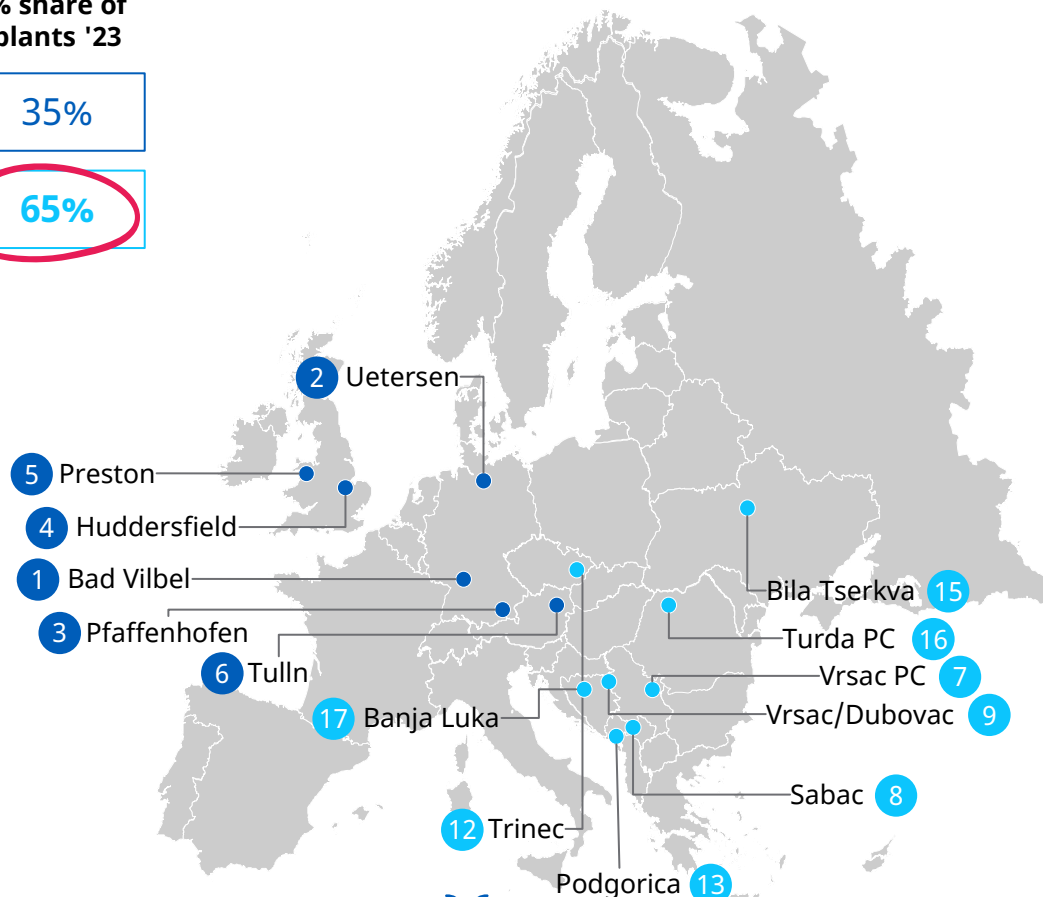 % share of
plants '23
35%
65%
2 Uetersen
5 Preston
4 Huddersfield
1 Bad Vilbel
3 Pfaffenhofen
6 Tulln
17 Banja Luka
12 Trinec
Podgorica 13
Bila Tserkva 15
Turda PC 16
Vrsac PC 7
Vrsac/Dubovac 9
Sabac 8